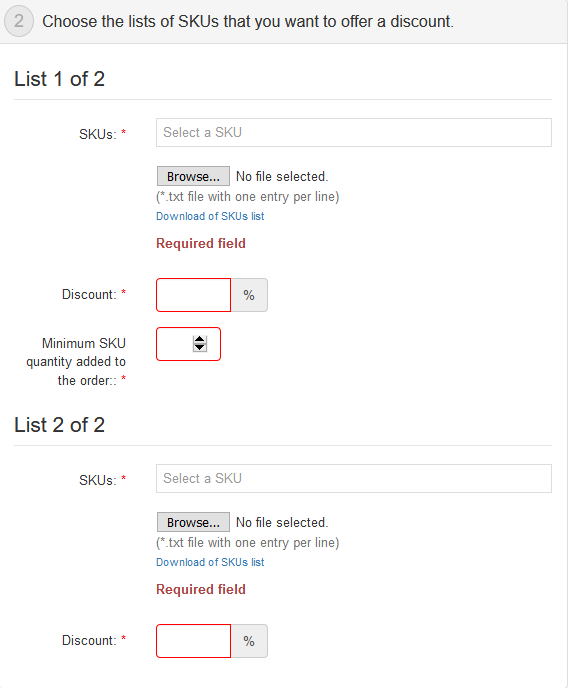 2 Choose the lists of SKUs that you want to offer a discount.
List 1 of 2
SKUs: * Select a SKU
Browse... No file selected.
(*.txt file with one entry per line)
Download of SKUs list
Required field
Discount: * %
Minimum SKU
quantity added to
the order:: *
List 2 of 2
SKUs: * Select a SKU
Browse... No file selected.
(*.txt file with one entry per line)
Download of SKUs list
Required field
Discount: * %